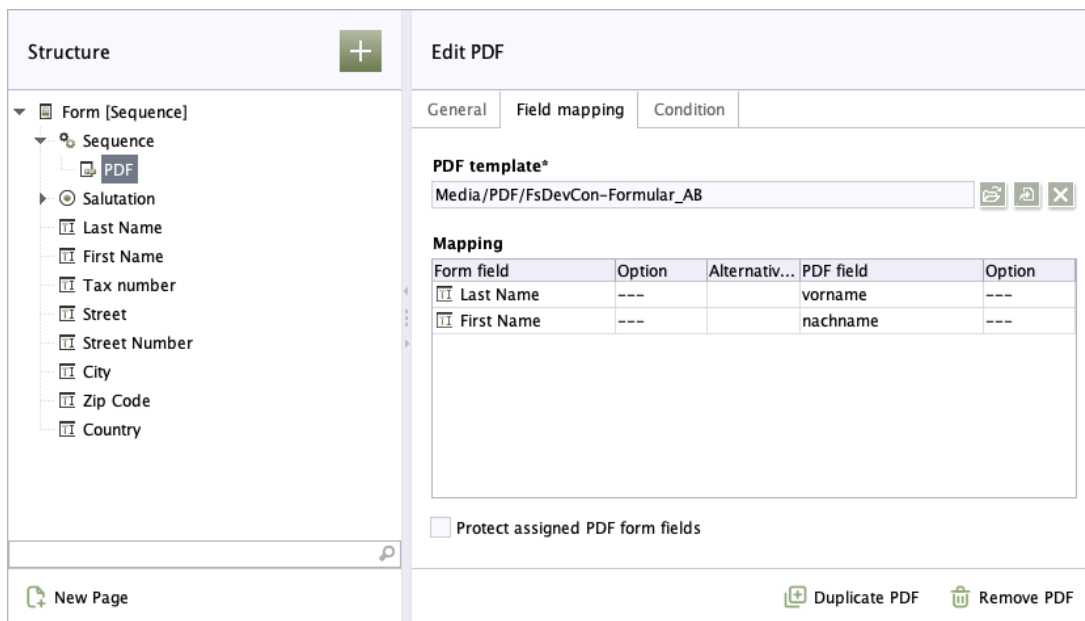 Structure
Form [Sequence]
Sequence
PDF
Salutation
Last Name
First Name
Tax number
Street
Street Number
City
Zip Code
Country
New Page
Edit PDF
General Field mapping Condition
PDF template*
Media/PDF/FsDevCon-Formular_AB
Mapping
Form field Option Alternativ... PDF field Option
Last Name --- vorname ---
First Name --- nachname ---
Protect assigned PDF form fields
Duplicate PDF Remove PDF